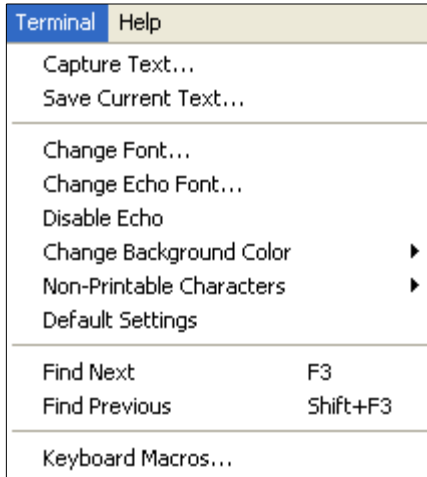 Terminal Help
Capture Text...
Save Current Text...
Change Font...
Change Echo Font...
Disable Echo
Change Background Color
Non-Printable Characters
Default Settings
Find Next F3
Find Previous Shift+F3
Keyboard Macros...